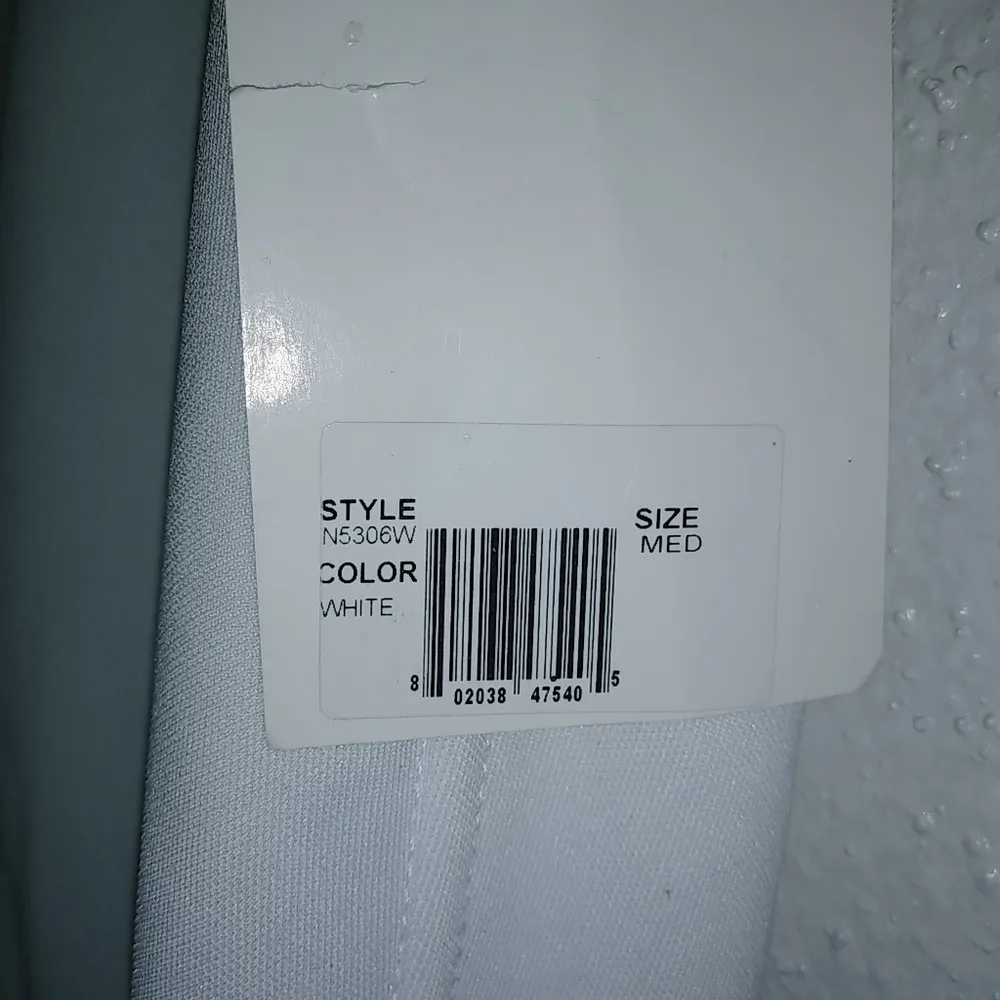 STYLE
N5306W
COLOR
WHITE
SIZE
MED
8 02038 47540 5